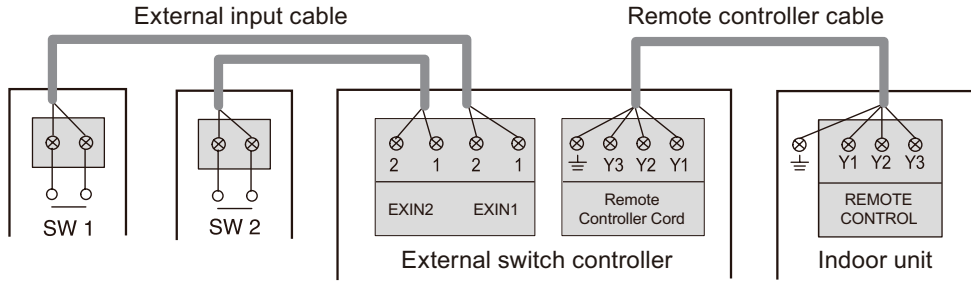 External input cable
Remote controller cable
2 1 2 1
Y3 Y2 Y1
Y1 Y2 Y3
EXIN2 EXIN1
Remote
Controller Cord
REMOTE
CONTROL
SW 1
SW 2
External switch controller
Indoor unit